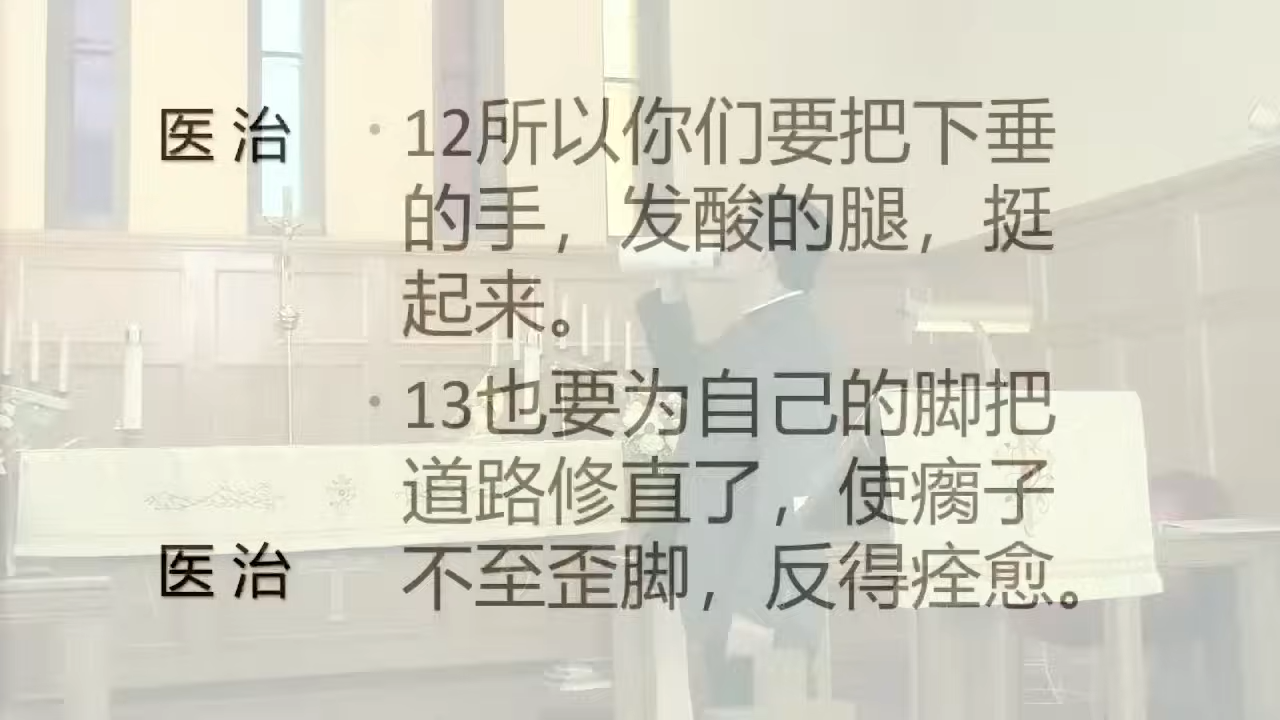 医治
12所以你们要把下垂
的手，发酸的腿，挺
起来。
13也要为自己的脚把
道路修直了，使瘸子
不至歪脚，反得痊愈。
医治